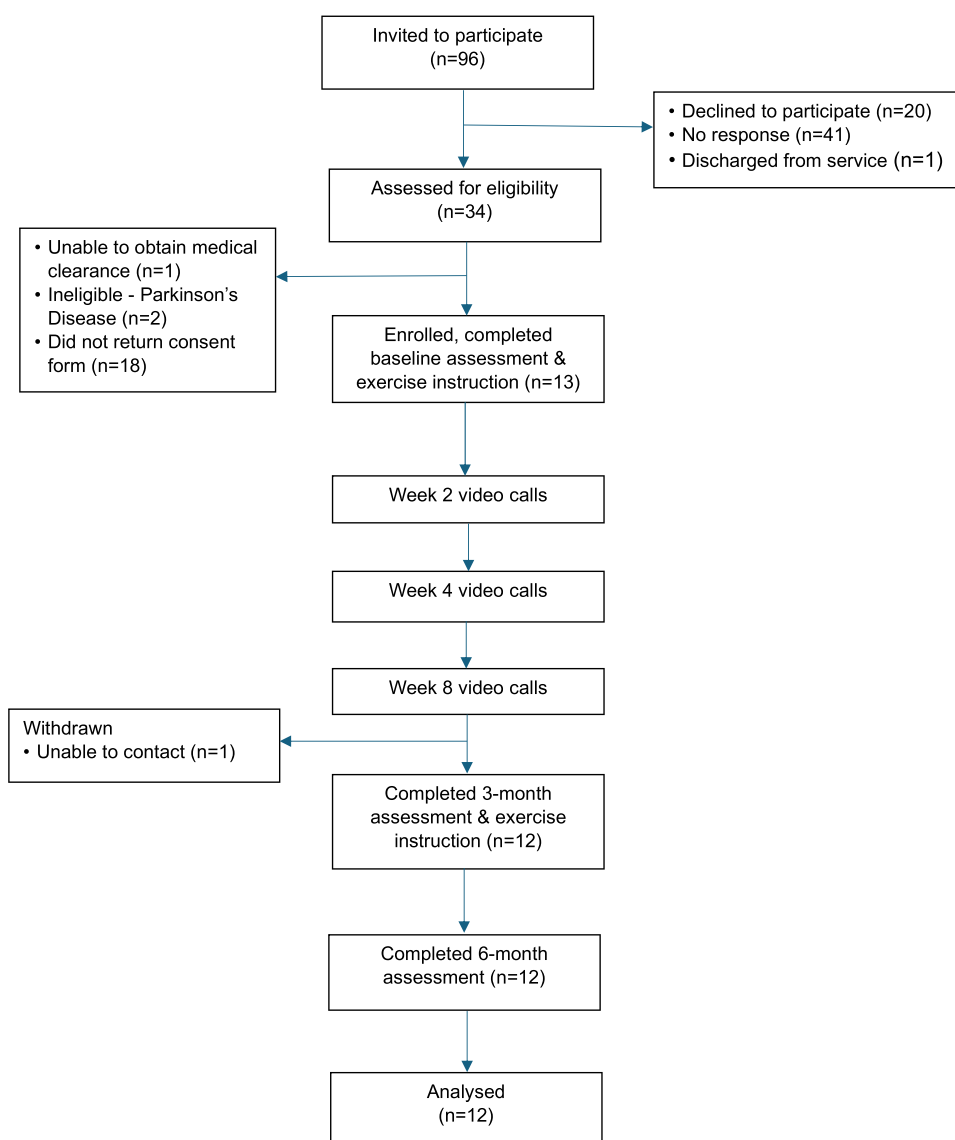 Invited to participate
(n=96)
• Declined to participate (n=20)
• No response (n=41)
• Discharged from service (n=1)
Assessed for eligibility
(n=34)
• Unable to obtain medical
clearance (n=1)
• Ineligible - Parkinson’s
Disease (n=2)
• Did not return consent
form (n=18)
Enrolled, completed
baseline assessment &
exercise instruction (n=13)
Week 2 video calls
Week 4 video calls
Week 8 video calls
Withdrawn
• Unable to contact (n=1)
Completed 3-month
assessment & exercise
instruction (n=12)
Completed 6-month
assessment (n=12)
Analysed
(n=12)